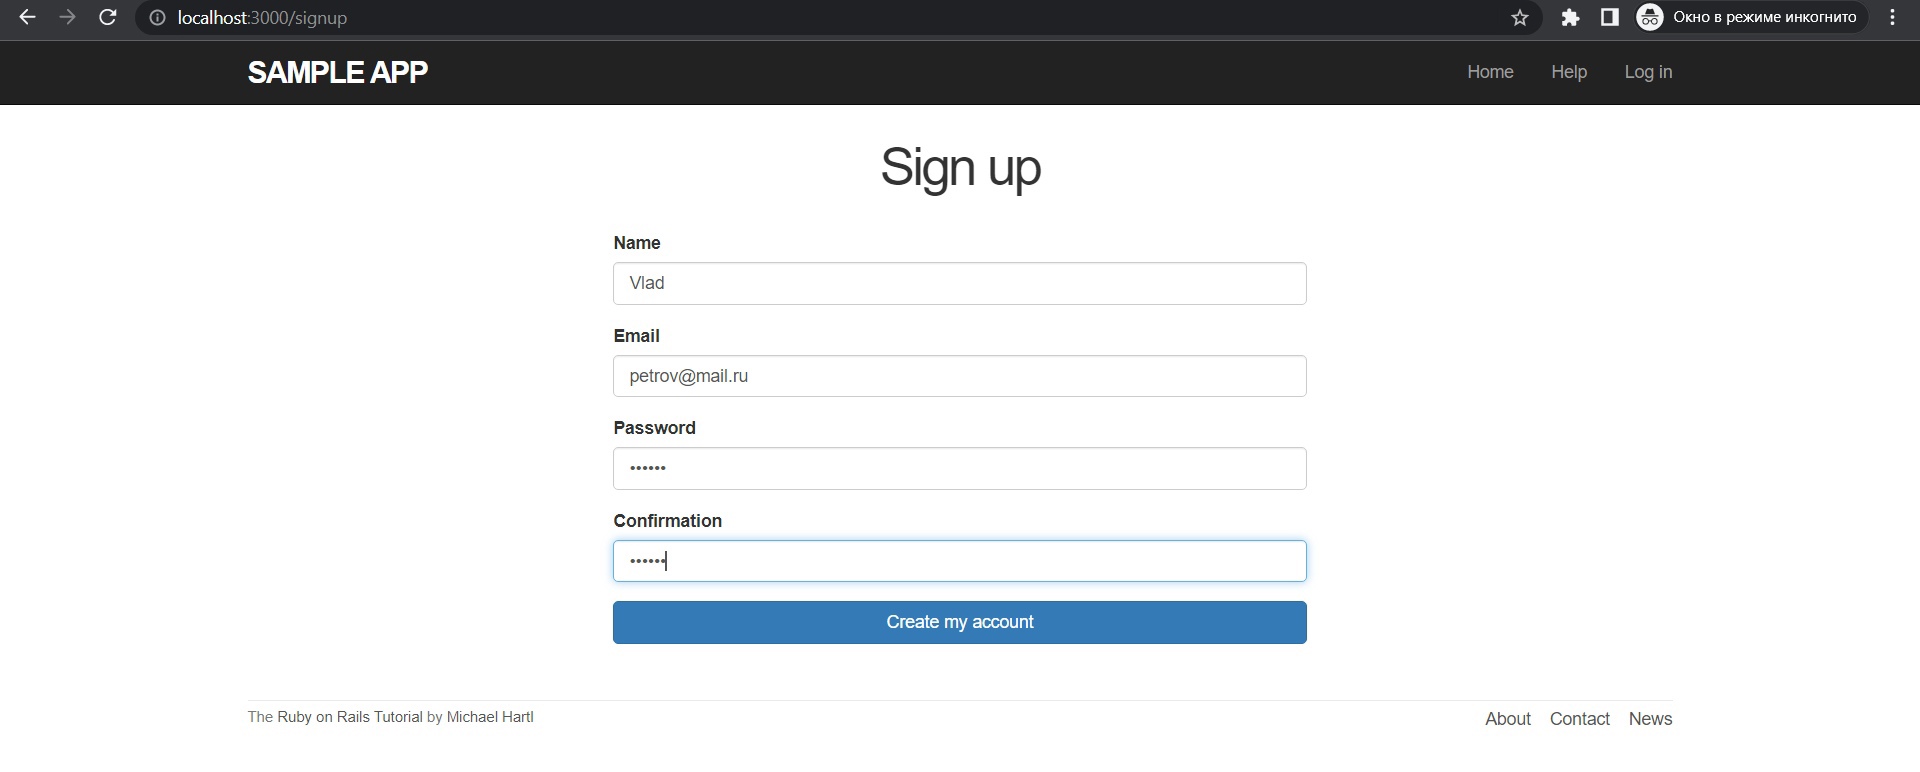 localhost:3000/signup
Окно в режиме инкогнито
SAMPLE APP
Home Help Log in
Sign up
Name
Vlad
Email
petrov@mail.ru
Password
••••••
Confirmation
••••••
Create my account
The Ruby on Rails Tutorial by Michael Hartl
About Contact News